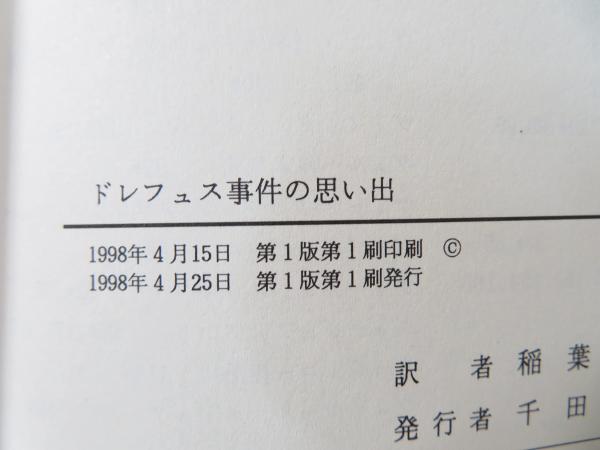 ドレフュス事件の思い出
1998年4月15日 第1版第1刷印刷 ©
1998年4月25日 第1版第1刷発行
訳者稲葉
発行者千田